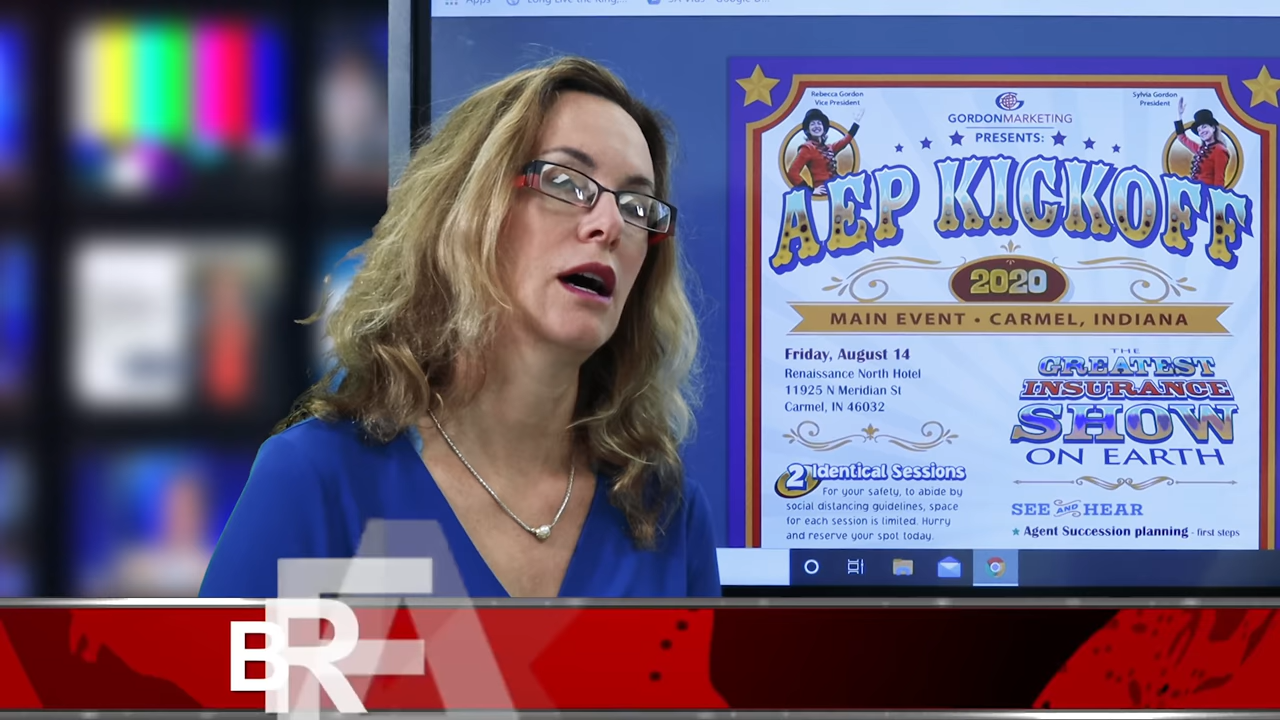 Apps
Rebecca Gordon
Vice President
Sylvia Gordon
President
GORDONMARKETING
PRESENTS:
AEP KICKOFF
2020
MAIN EVENT • CARMEL, INDIANA
Friday, August 14
Renaissance North Hotel
11925 N Meridian St
Carmel, IN 46032
THE
GREATEST
INSURANCE
SHOW
ON EARTH
2 Identical Sessions
For your safety, to abide by
social distancing guidelines, space
for each session is limited. Hurry
and reserve your spot today.
SEE AND HEAR
★ Agent Succession planning - first steps
BRFA